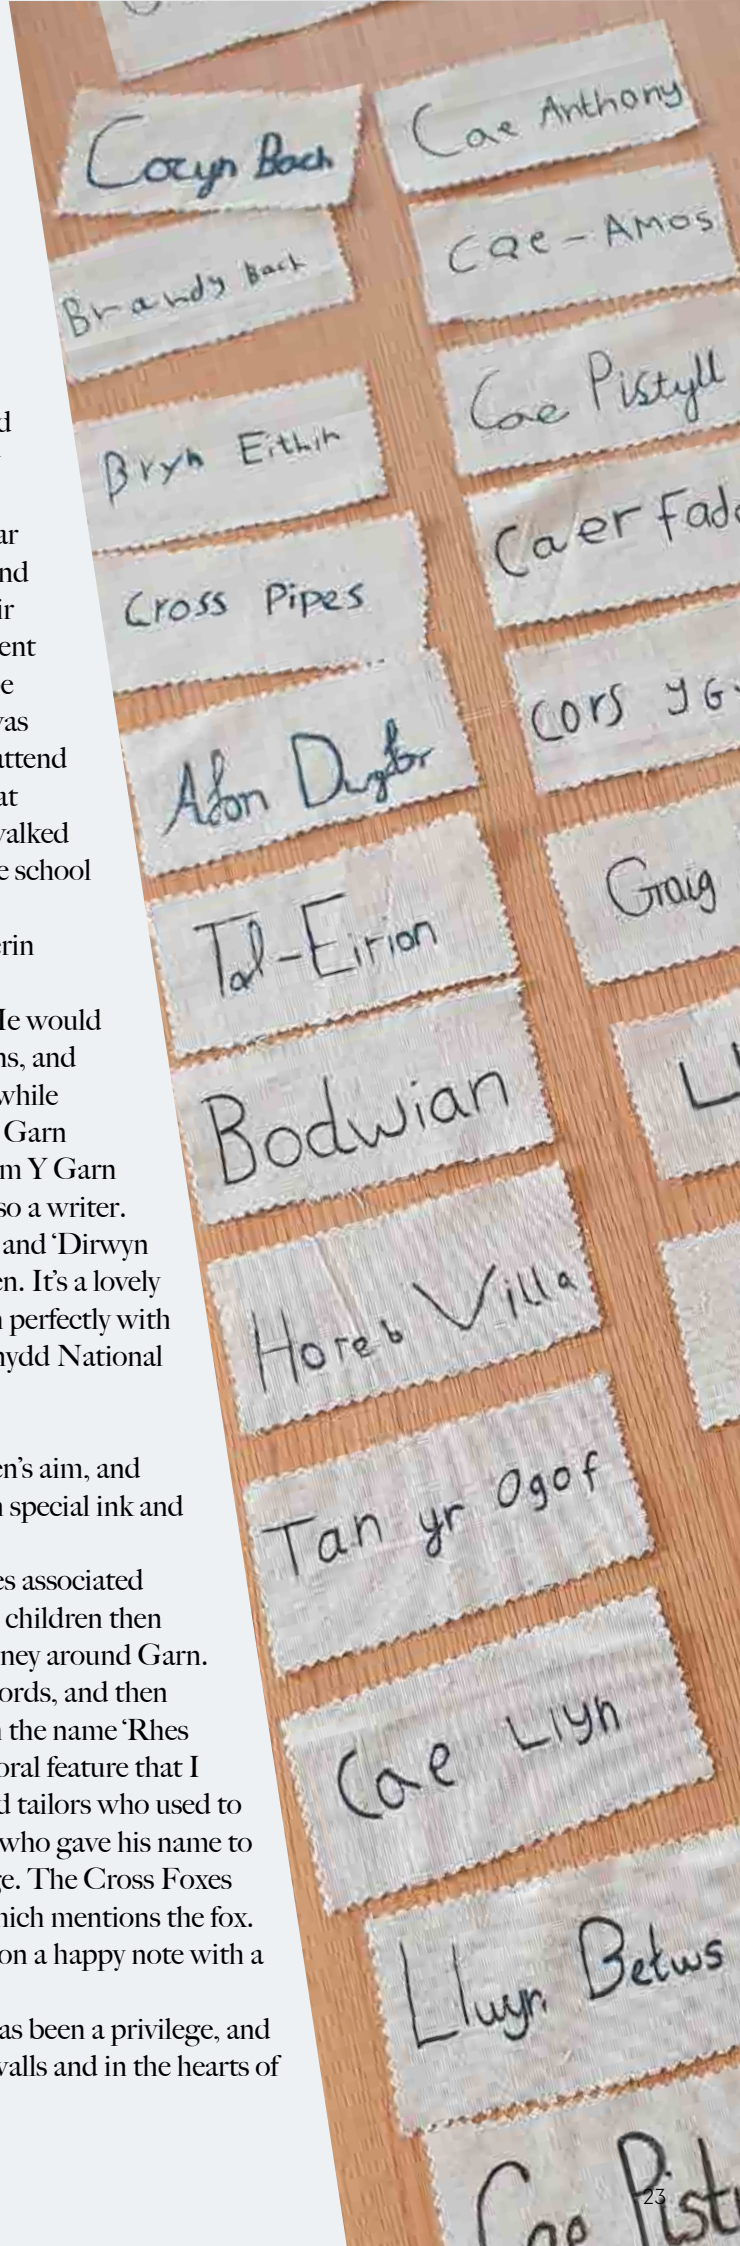 d
ar
nd
ir
ent
e
vas
attend
at
valked
e school
erin
He would
ns, and
while
Garn
m Y Garn
so a writer.
and ‘Dirwyn
en. It’s a lovely
n perfectly with
nydd National
en’s aim, and
n special ink and
es associated
children then
ney around Garn.
ords, and then
n the name ‘Rhes
oral feature that I
d tailors who used to
who gave his name to
ge. The Cross Foxes
hich mentions the fox.
on a happy note with a
as been a privilege, and
walls and in the hearts of
Cocyn Bach
Brandy Bach
Bryn Eithin
Cross Pipes
Afon
Tal-Eirion
Bodwian
Horeb Villa
Tan yr Ogof
Cae Llyn
Llwyn Betws
Cae Pist
Cae Anthony
Cae-Amos
Cae Pistyll
Caer Fad
Cors y G
Graig
Ll
23